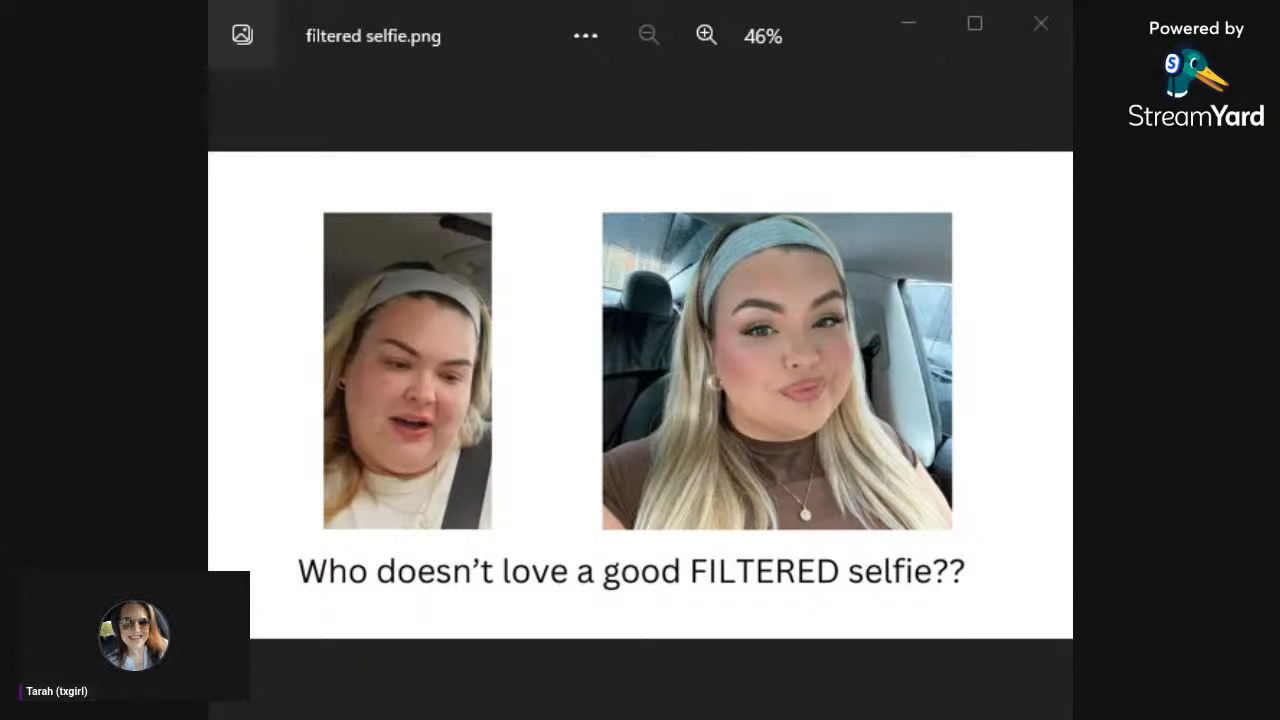 filtered selfie.png
46%
Powered by
S
StreamYard
Who doesn't love a good FILTERED selfie??
Tarah (txgirl)